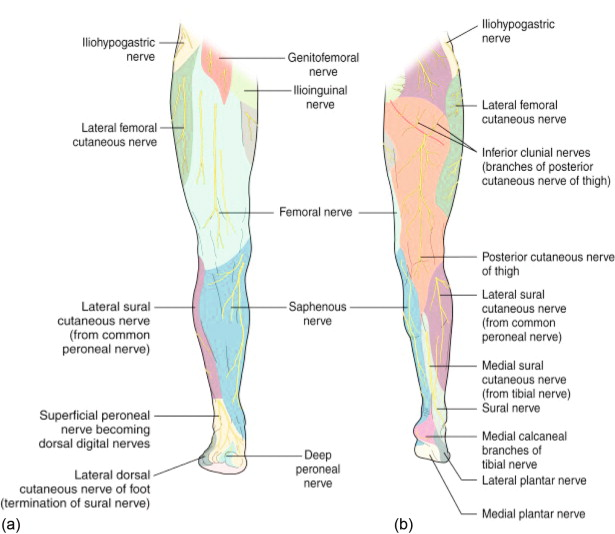 Iliohypogastric
nerve
Genitofemoral
nerve
Ilioinguinal
nerve
Lateral femoral
cutaneous nerve
Femoral nerve
Lateral sural
cutaneous nerve
(from common
peroneal nerve)
Saphenous
nerve
Superficial peroneal
nerve becoming
dorsal digital nerves
Deep
peroneal
nerve
Lateral dorsal
cutaneous nerve of foot
(termination of sural nerve)
(a)
Iliohypogastric
nerve
Lateral femoral
cutaneous nerve
Inferior clunial nerves
(branches of posterior
cutaneous nerve of thigh)
Posterior cutaneous nerve
of thigh
Lateral sural
cutaneous nerve
(from common
peroneal nerve)
Medial sural
cutaneous nerve
(from tibial nerve)
Sural nerve
Medial calcaneal
branches of
tibial nerve
Lateral plantar nerve
Medial plantar nerve
(b)